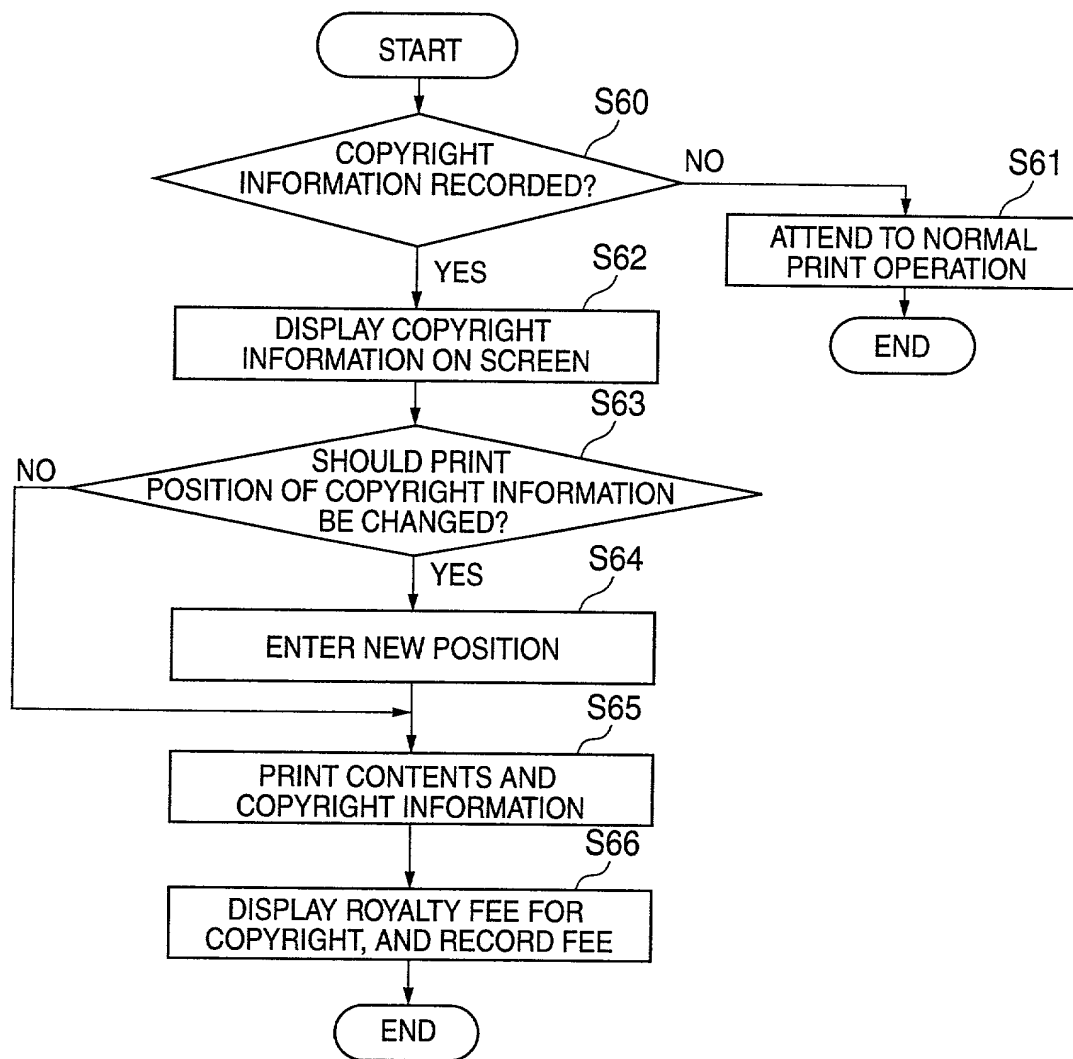 START
S60
COPYRIGHT
INFORMATION RECORDED?
NO
S61
ATTEND TO NORMAL
PRINT OPERATION
END
YES
S62
DISPLAY COPYRIGHT
INFORMATION ON SCREEN
S63
NO
SHOULD PRINT
POSITION OF COPYRIGHT INFORMATION
BE CHANGED?
YES
S64
ENTER NEW POSITION
S65
PRINT CONTENTS AND
COPYRIGHT INFORMATION
S66
DISPLAY ROYALTY FEE FOR
COPYRIGHT, AND RECORD FEE
END